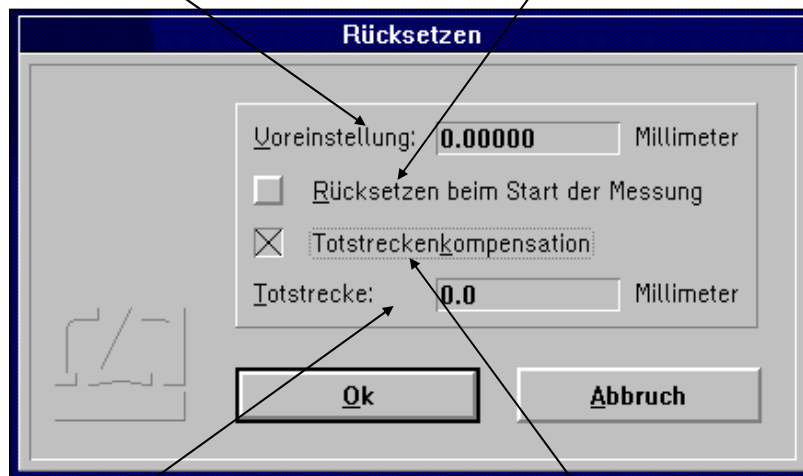 Rücksetzen
Voreinstellung: 0.00000 Millimeter
Rücksetzen beim Start der Messung
Totstreckenkompensation
Totstrecke: 0.0 Millimeter
Ok Abbruch